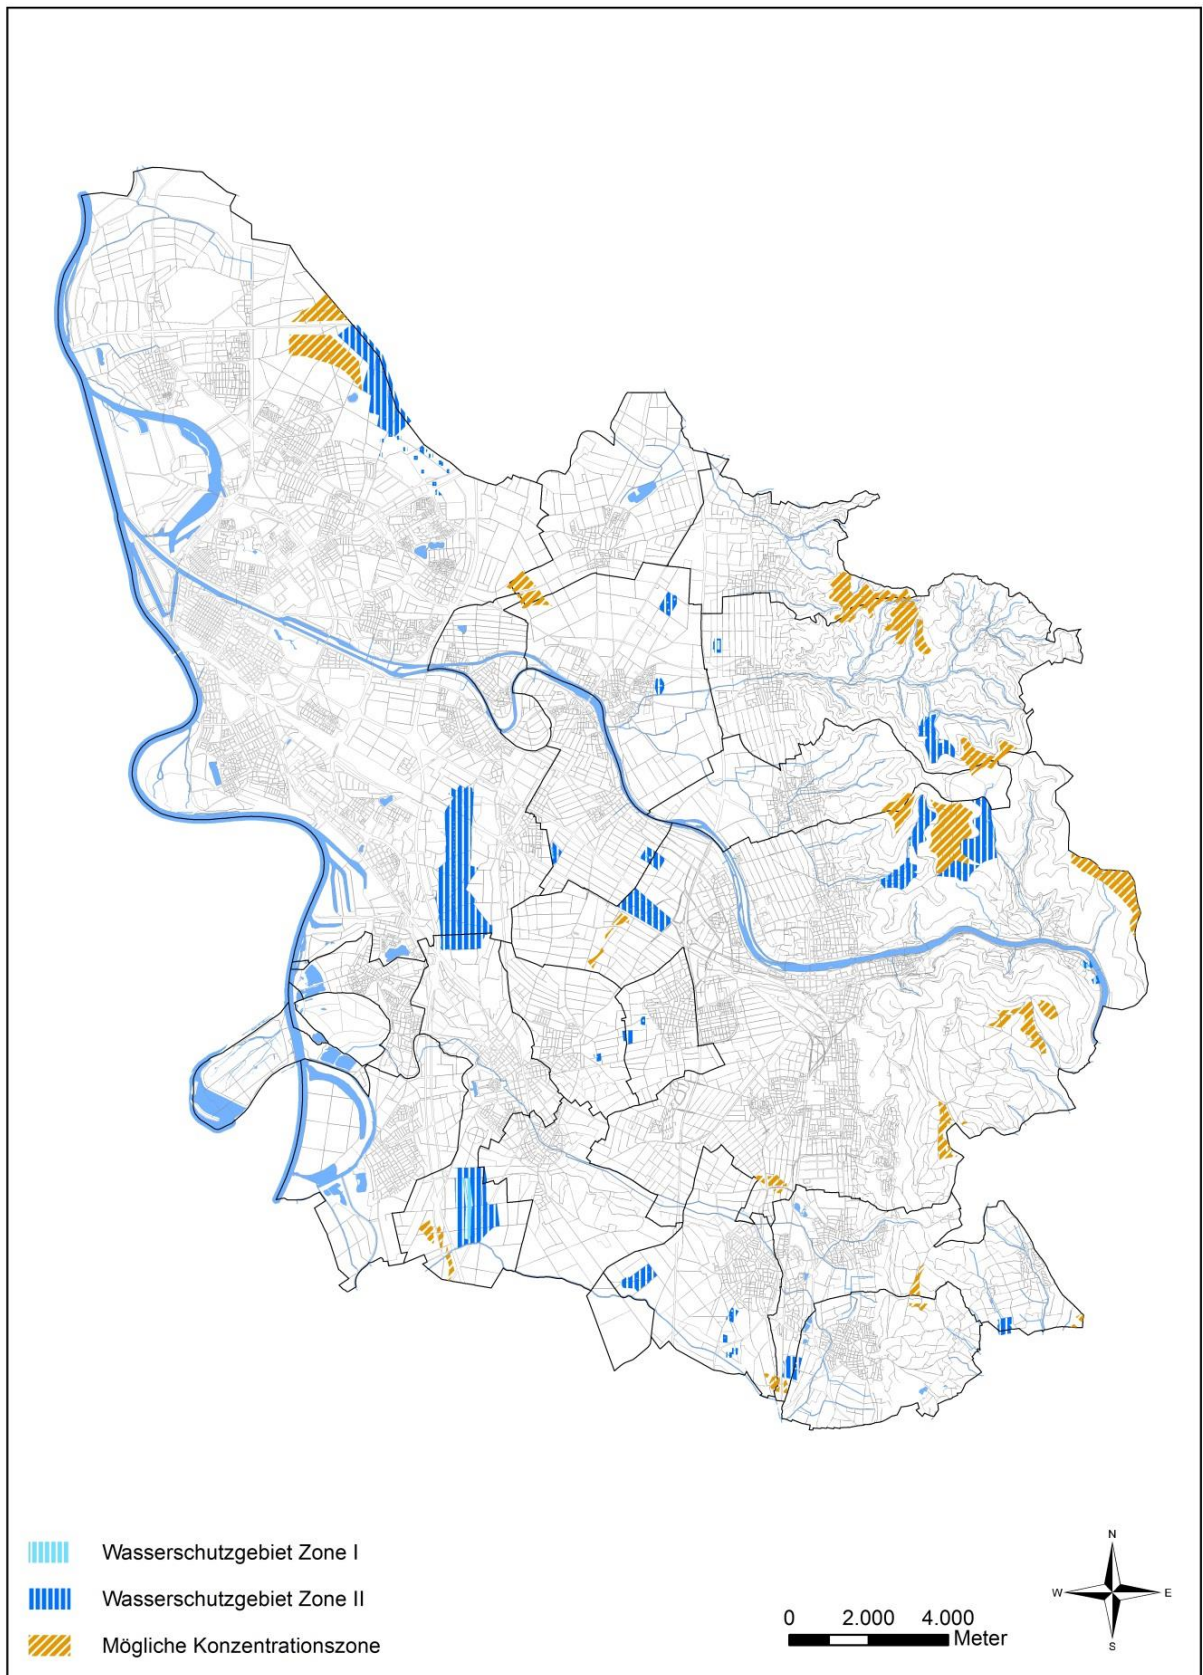 Wasserschutzgebiet Zone I
Wasserschutzgebiet Zone II
Mögliche Konzentrationszone
0 2.000 4.000
Meter
N
W E
S